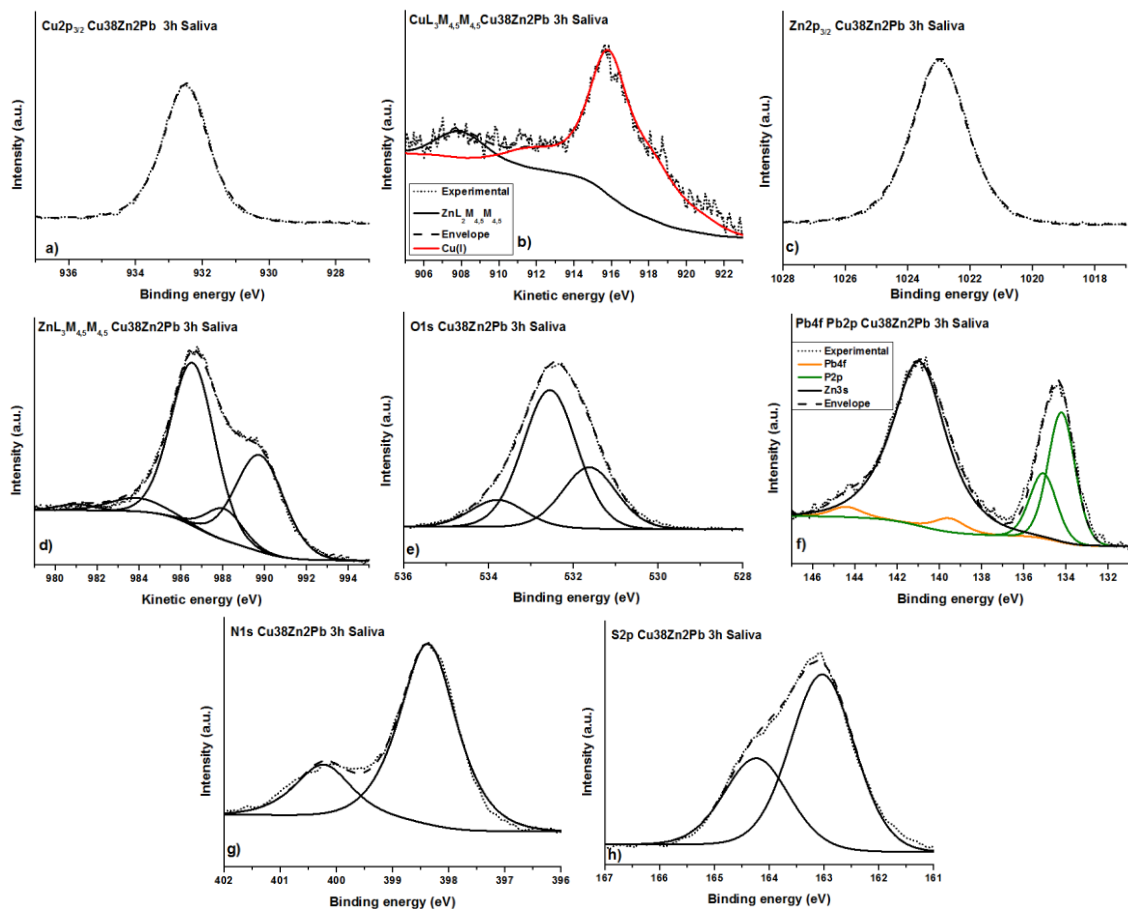 Cu2p3/2 Cu38Zn2Pb 3h Saliva
Intensity (a.u.)
a)
936 934 932 930 928
Binding energy (eV)
CuL3M4,5M4,5Cu38Zn2Pb 3h Saliva
Intensity (a.u.)
Experimental
ZnL2M4,5M4,5
Envelope
Cu(I)
b)
906 908 910 912 914 916 918 920 922
Kinetic energy (eV)
Zn2p3/2 Cu38Zn2Pb 3h Saliva
Intensity (a.u.)
c)
1028 1026 1024 1022 1020 1018
Binding energy (eV)
ZnL3M4,5M4,5 Cu38Zn2Pb 3h Saliva
Intensity (a.u.)
d)
980 982 984 986 988 990 992 994
Kinetic energy (eV)
O1s Cu38Zn2Pb 3h Saliva
Intensity (a.u.)
e)
536 534 532 530 528
Binding energy (eV)
Pb4f Pb2p Cu38Zn2Pb 3h Saliva
Intensity (a.u.)
Experimental
Pb4f
P2p
Zn3s
Envelope
f)
146 144 142 140 138 136 134 132
Binding energy (eV)
N1s Cu38Zn2Pb 3h Saliva
Intensity (a.u.)
g)
402 401 400 399 398 397 396
Binding energy (eV)
S2p Cu38Zn2Pb 3h Saliva
Intensity (a.u.)
h)
167 166 165 164 163 162 161
Binding energy (eV)